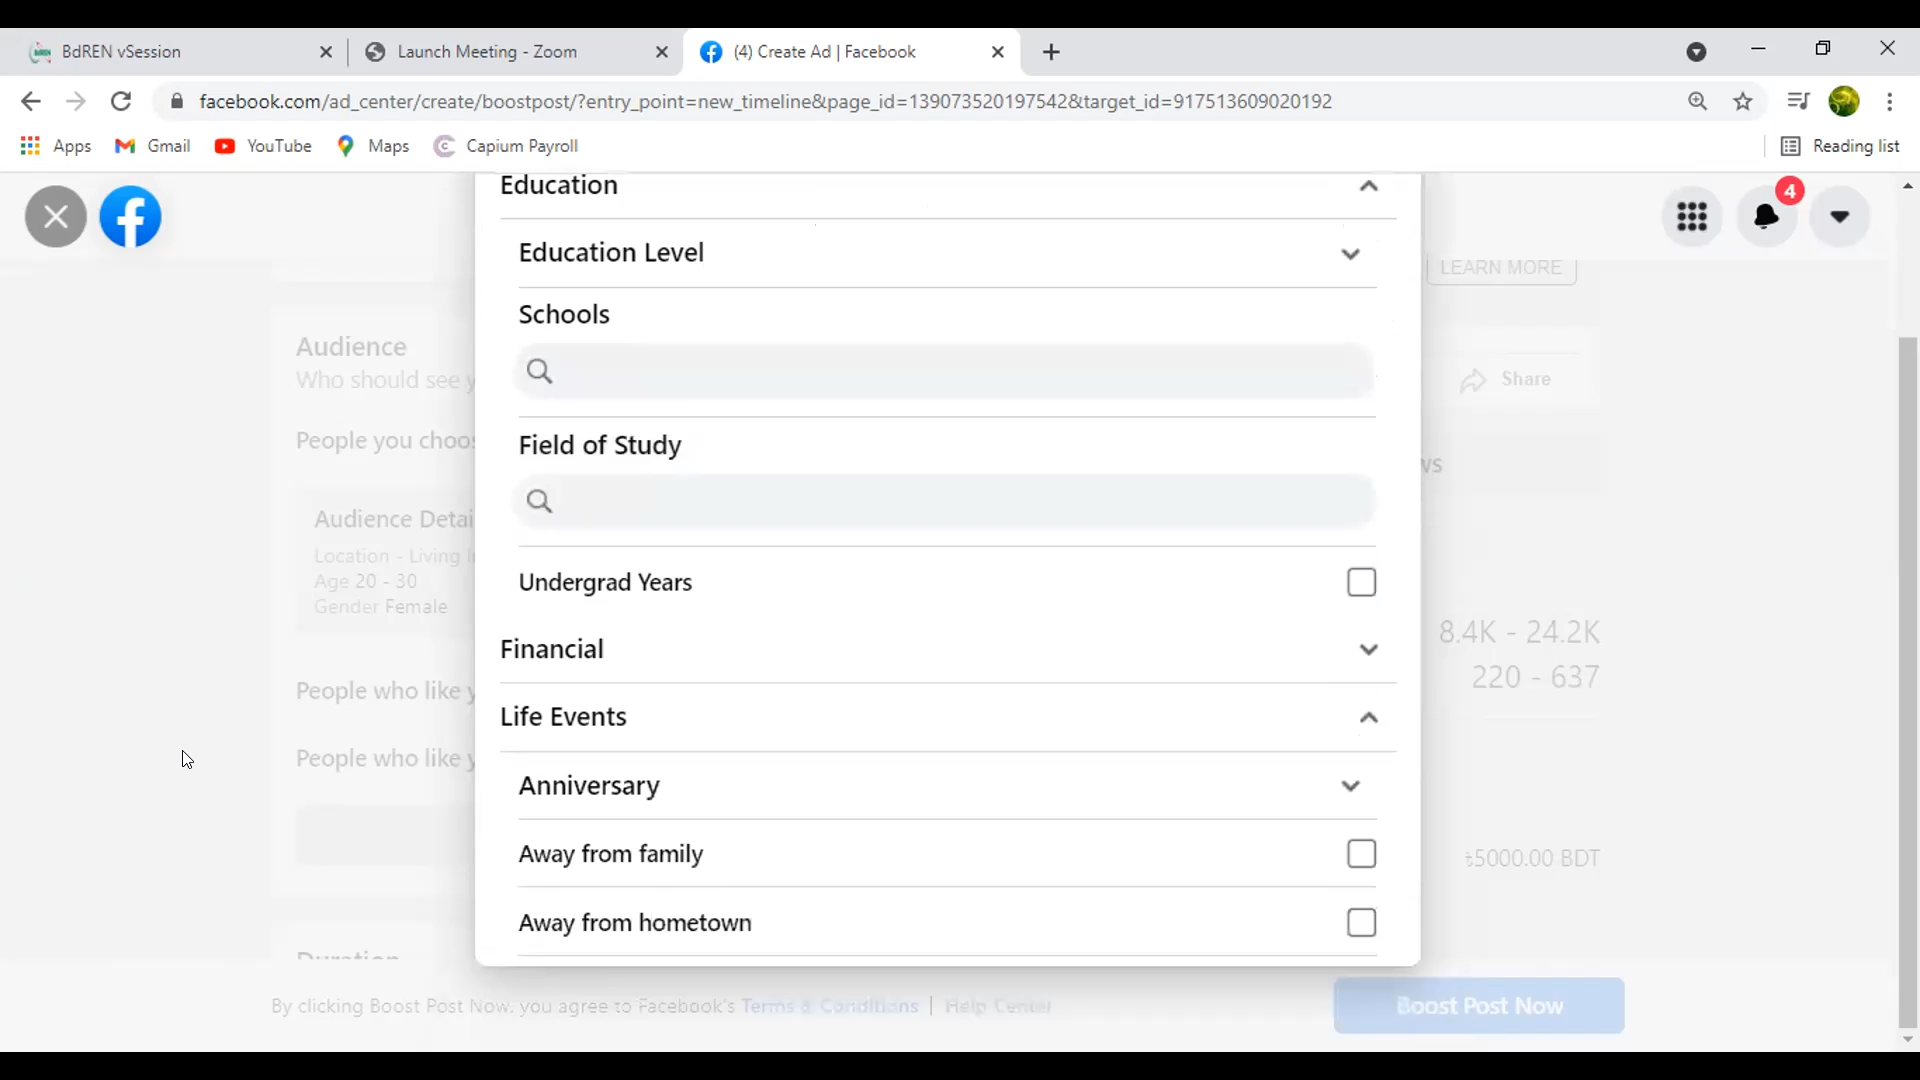 BdREN vSession
Launch Meeting - Zoom
(4) Create Ad | Facebook
facebook.com/ad_center/create/boostpost/?entry_point=new_timeline&page_id=139073520197542&target_id=917513609020192
Apps
Gmail
YouTube
Maps
Capium Payroll
Reading list
4
Education
Education Level
LEARN MORE
Schools
Audience
Who should see y
Share
People you choos
Field of Study
ws
Audience Detai
Location - Living In
Age 20 - 30
Gender Female
Undergrad Years
Financial
8.4K - 24.2K
220 - 637
People who like y
Life Events
People who like y
Anniversary
Away from family
৳5000.00 BDT
Away from hometown
Duration
By clicking Boost Post Now, you agree to Facebook's Terms & Conditions | Help Center
Boost Post Now